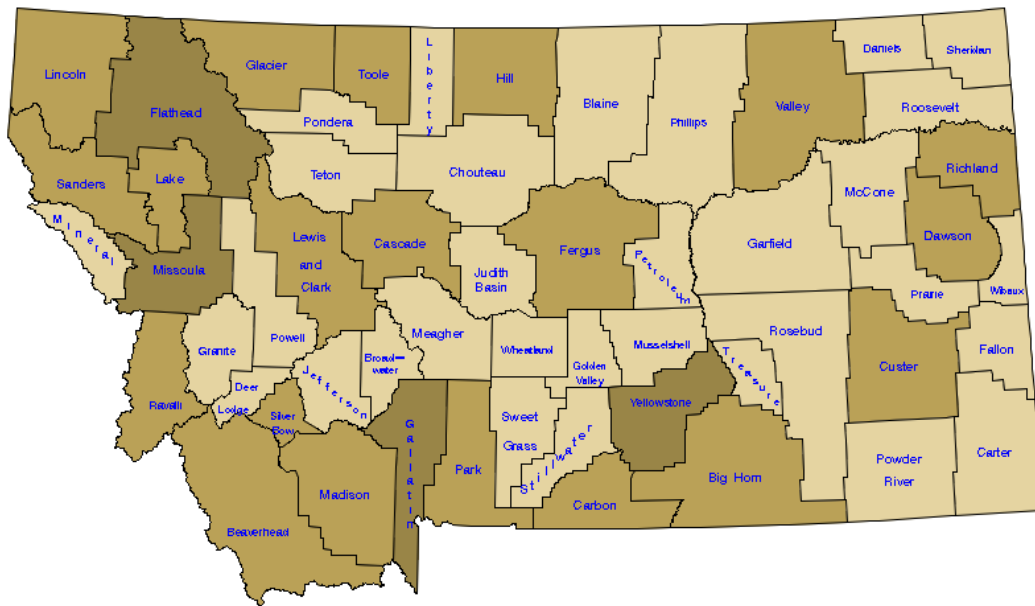 Lincoln
Flathead
Glacier
Toole
Liberty
Hill
Blaine
Phillips
Valley
Daniels
Sheridan
Roosevelt
Pondera
Teton
Chouteau
Sanders
Lake
Mineral
Missoula
Lewis
and
Clark
Cascade
Judith
Basin
Fergus
Petroleum
Garfield
McCone
Richland
Dawson
Wibaux
Prarie
Granite
Powell
Broad-
water
Meagher
Wheatland
Golden
Valley
Musselshell
Treasure
Rosebud
Custer
Fallon
Ravalli
Deer
Lodge
Silver
Bow
Jefferson
Gallatin
Park
Sweet
Grass
Stillwater
Yellowstone
Big Horn
Powder
River
Carter
Beaverhead
Madison
Carbon